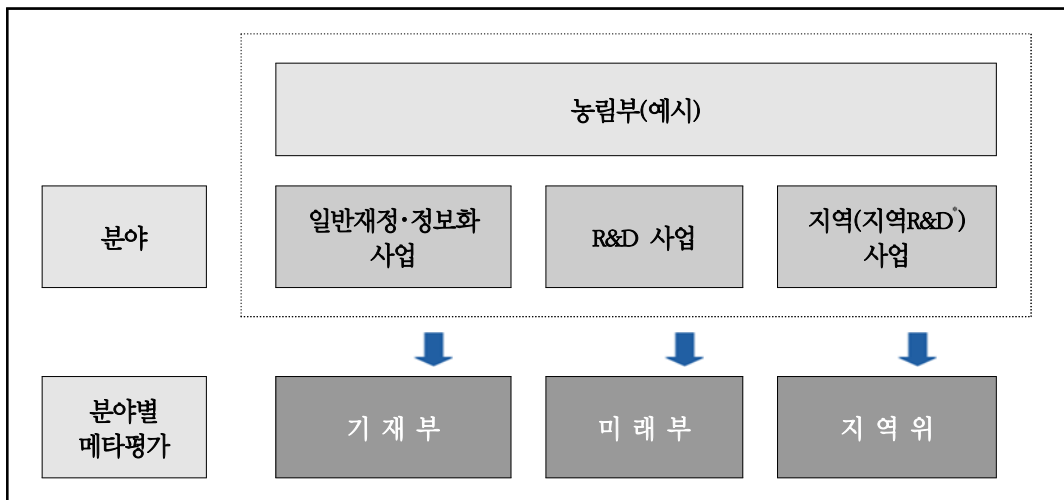 농림부(예시)
분야
일반재정·정보화
사업
R&D 사업
지역(지역R&D*)
사업
분야별
메타평가
기 재 부
미 래 부
지 역 위